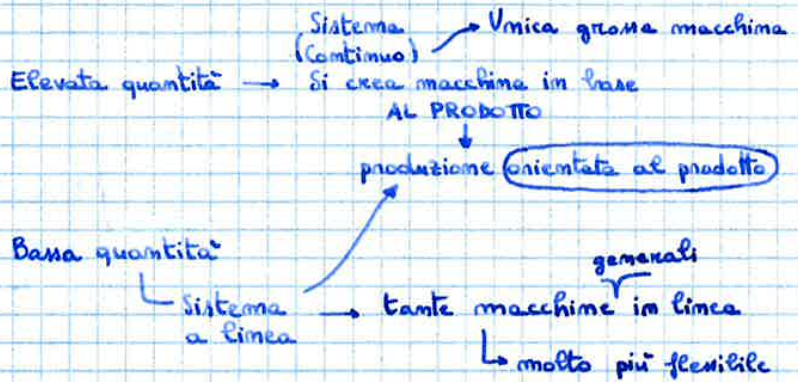 Sistema
(Continuo) → Unica grossa macchina
Elevata quantità → Si crea macchina in base
AL PRODOTTO
↓
produzione orientata al prodotto
Bassa quantità
generali
Sistema → tante macchine in linea
a linea
↳ molto più flessibile